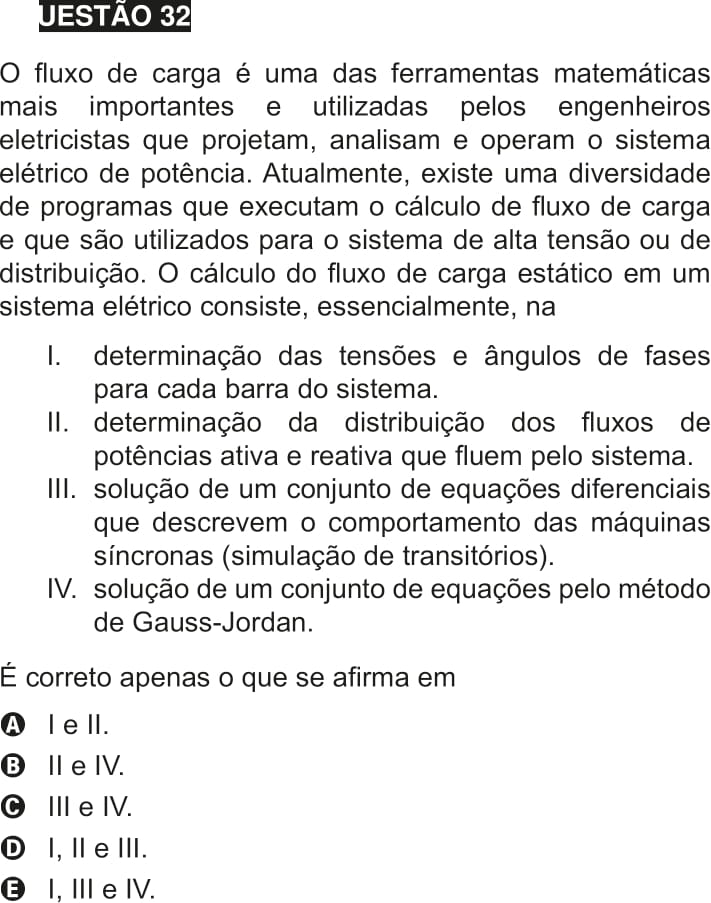 UESTÃO 32
O fluxo de carga é uma das ferramentas matemáticas
mais importantes e utilizadas pelos engenheiros
eletricistas que projetam, analisam e operam o sistema
elétrico de potência. Atualmente, existe uma diversidade
de programas que executam o cálculo de fluxo de carga
e que são utilizados para o sistema de alta tensão ou de
distribuição. O cálculo do fluxo de carga estático em um
sistema elétrico consiste, essencialmente, na
I. determinação das tensões e ângulos de fases
para cada barra do sistema.
II. determinação da distribuição dos fluxos de
potências ativa e reativa que fluem pelo sistema.
III. solução de um conjunto de equações diferenciais
que descrevem o comportamento das máquinas
síncronas (simulação de transitórios).
IV. solução de um conjunto de equações pelo método
de Gauss-Jordan.
É correto apenas o que se afirma em
A I e II.
B II e IV.
C III e IV.
D I, II e III.
E I, III e IV.